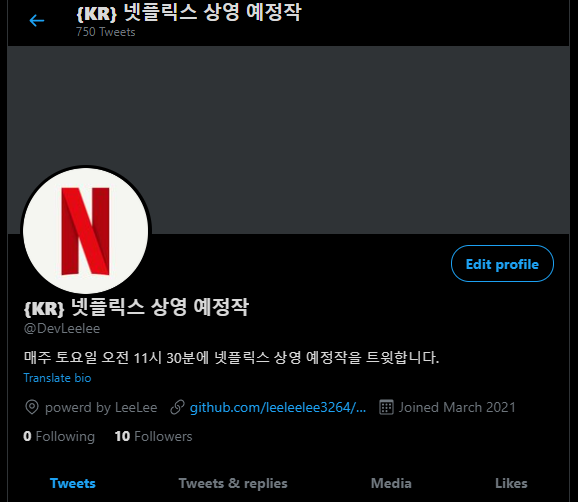 {KR} 넷플릭스 상영 예정작
750 Tweets
N
Edit profile
{KR} 넷플릭스 상영 예정작
@DevLeelee
매주 토요일 오전 11시 30분에 넷플릭스 상영 예정작을 트윗합니다.
Translate bio
powerd by LeeLee github.com/leeleelee3264/... Joined March 2021
0 Following 10 Followers
Tweets Tweets & replies Media Likes